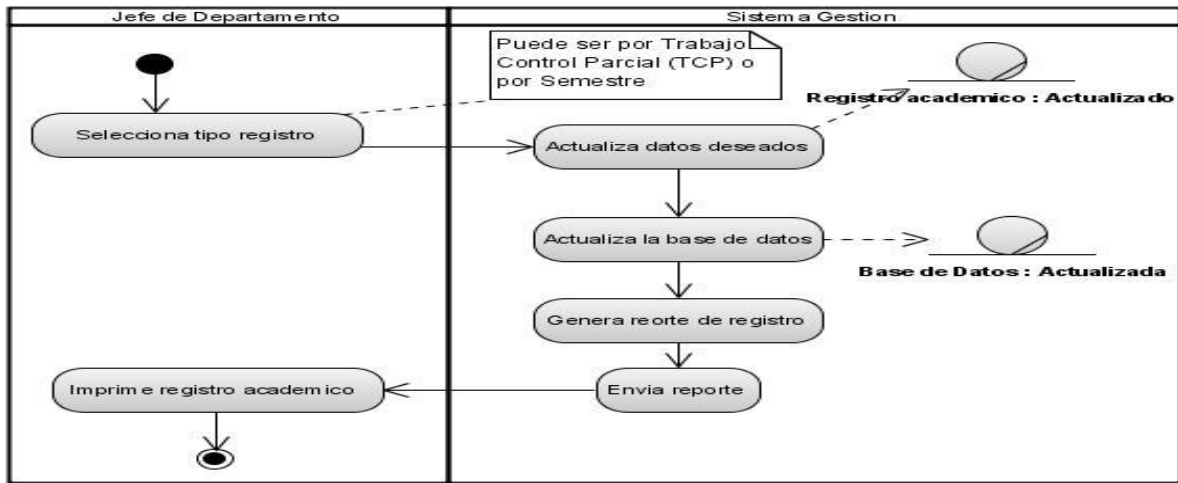 Jefe de Departamento
Sistema Gestion
Puede ser por Trabajo
Control Parcial (TCP) o
por Semestre
Registro academico : Actualizado
Selecciona tipo registro
Actualiza datos deseados
Actualiza la base de datos
Base de Datos : Actualizada
Genera reorte de registro
Imprime registro academico
Envia reporte